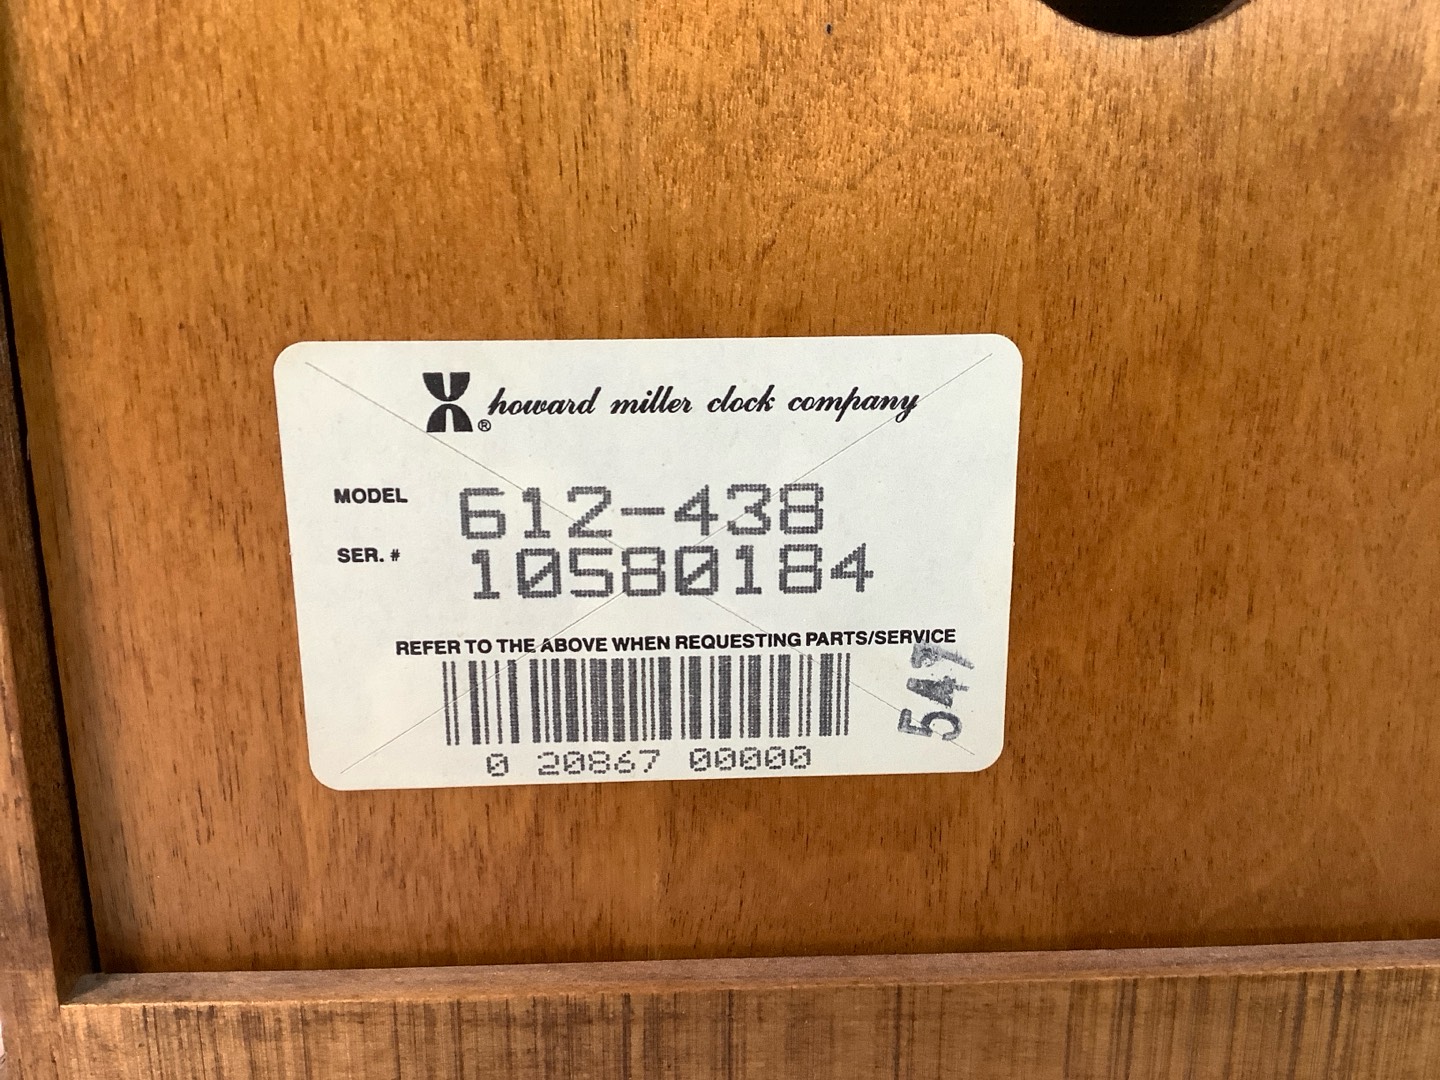 ® howard miller clock company
MODEL 612-438
SER. # 10580184
REFER TO THE ABOVE WHEN REQUESTING PARTS/SERVICE
547
0 20867 00000